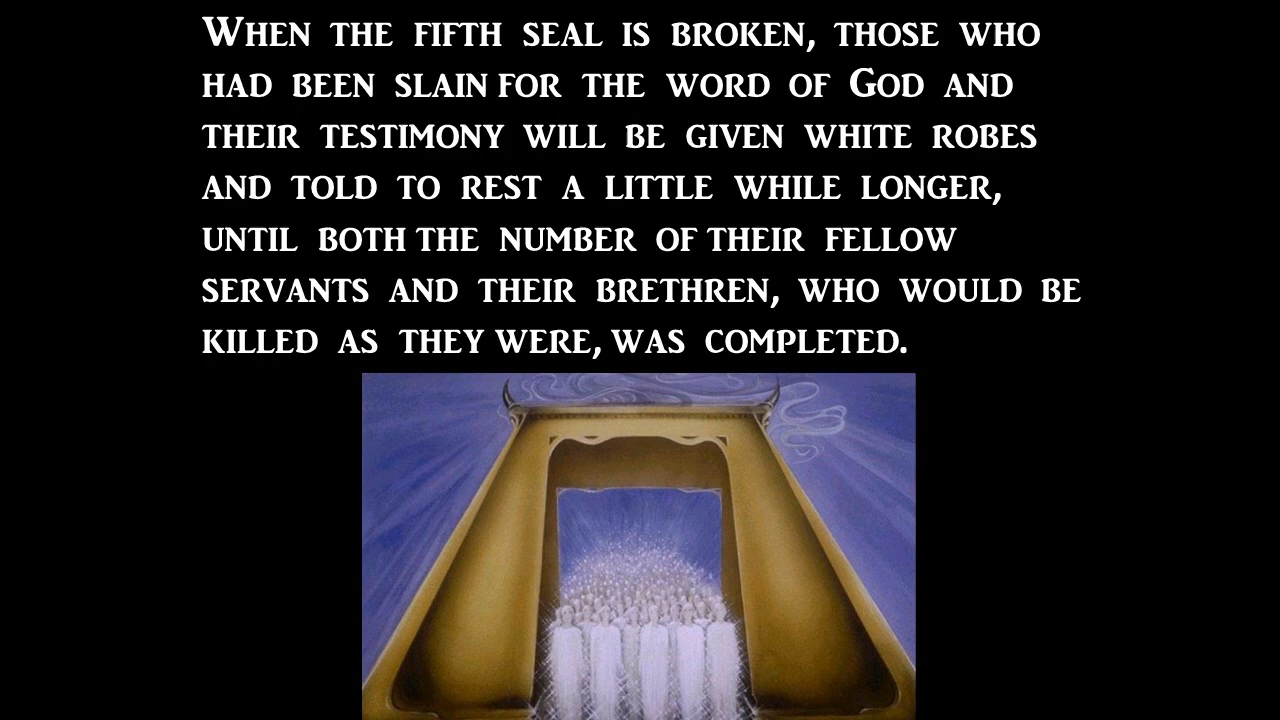 When the fifth seal is broken, those who
had been slain for the word of God and
their testimony will be given white robes
and told to rest a little while longer,
until both the number of their fellow
servants and their brethren, who would be
killed as they were, was completed.